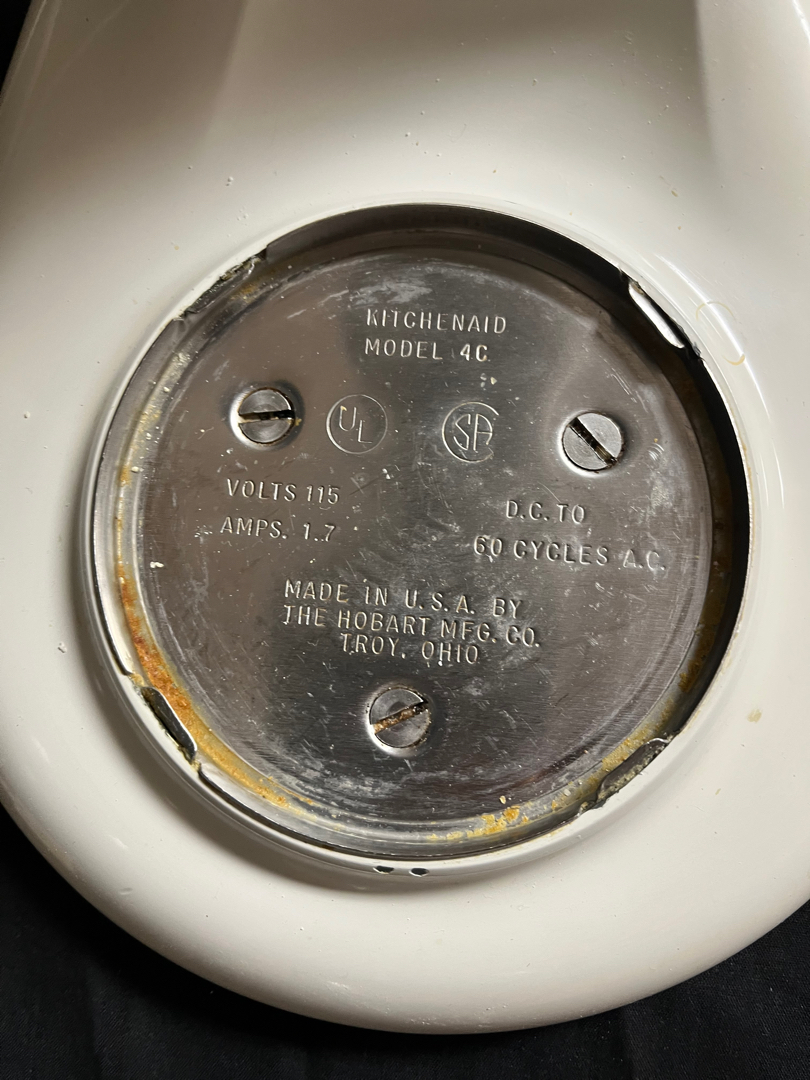 KITCHENAID
MODEL 4C
UL
SA
VOLTS 115
AMPS. 1.7
D.C. TO
60 CYCLES A.C.
MADE IN U.S.A. BY
THE HOBART MFG. CO.
TROY, OHIO